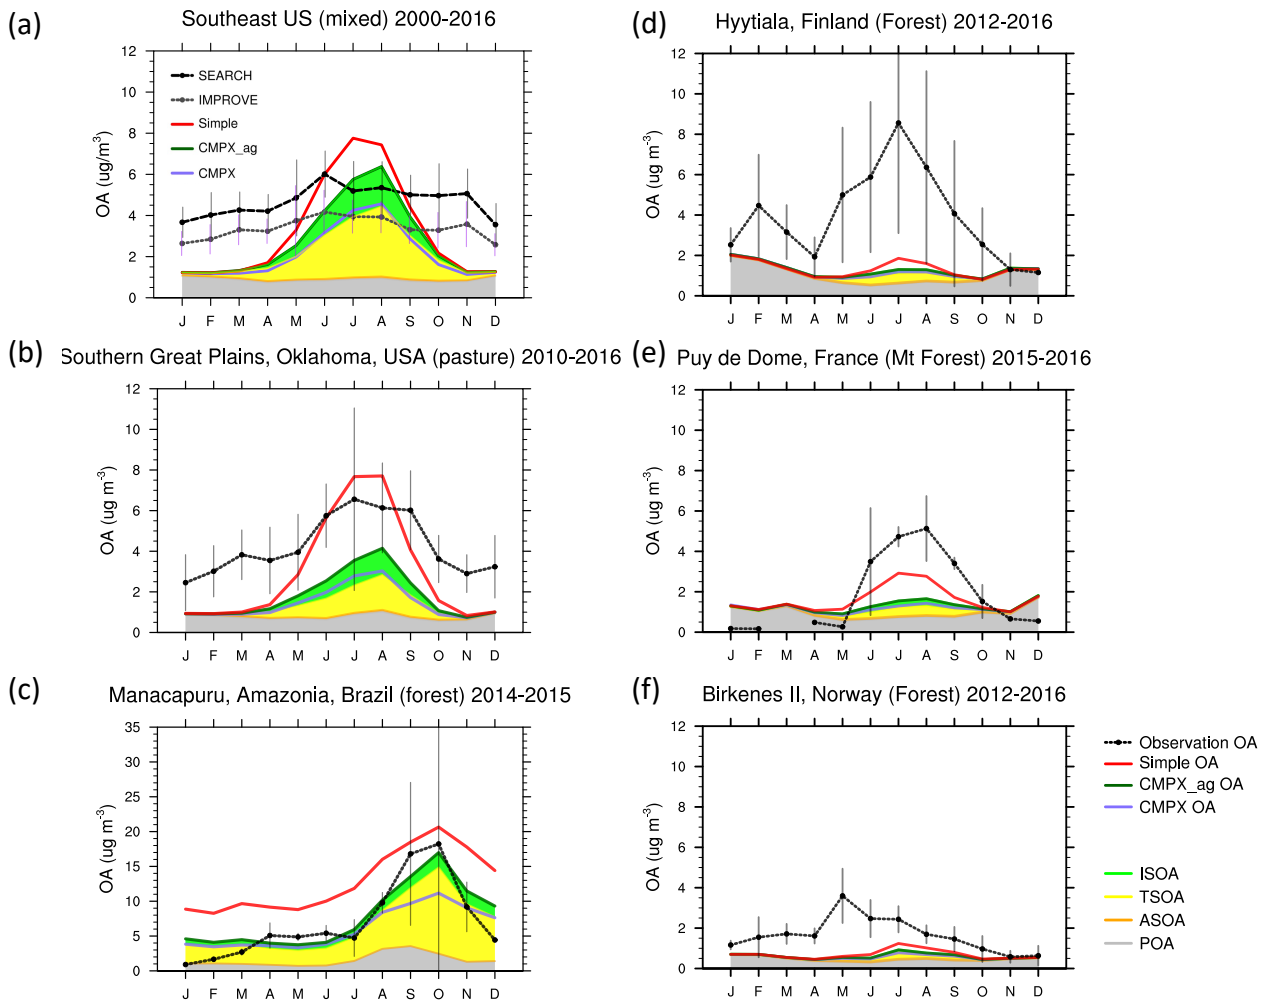 (a)
Southeast US (mixed) 2000-2016
12
10
8
6
4
2
0
OA (ug/m³)
SEARCH
IMPROVE
Simple
CMPX_ag
CMPX
J F M A M J J A S O N D
(b)
Southern Great Plains, Oklahoma, USA (pasture) 2010-2016
12
10
8
6
4
2
0
OA (ug m⁻³)
J F M A M J J A S O N D
(c)
Manacapuru, Amazonia, Brazil (forest) 2014-2015
35
30
25
20
15
10
5
0
OA (ug m⁻³)
J F M A M J J A S O N D
(d)
Hyytiala, Finland (Forest) 2012-2016
12
10
8
6
4
2
0
OA (ug m⁻³)
J F M A M J J A S O N D
(e)
Puy de Dome, France (Mt Forest) 2015-2016
12
10
8
6
4
2
0
OA (ug m⁻³)
J F M A M J J A S O N D
(f)
Birkenes II, Norway (Forest) 2012-2016
12
10
8
6
4
2
0
OA (ug m⁻³)
J F M A M J J A S O N D
Observation OA
Simple OA
CMPX_ag OA
CMPX OA
ISOA
TSOA
ASOA
POA